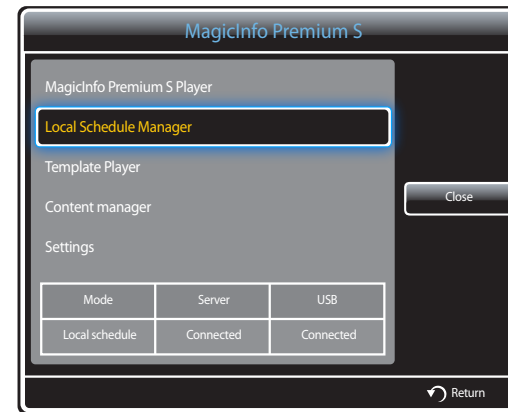 MagicInfo Premium S
MagicInfo Premium S Player
Local Schedule Manager
Template Player
Content manager
Settings
Close
Mode Server USB
Local schedule Connected Connected
Return